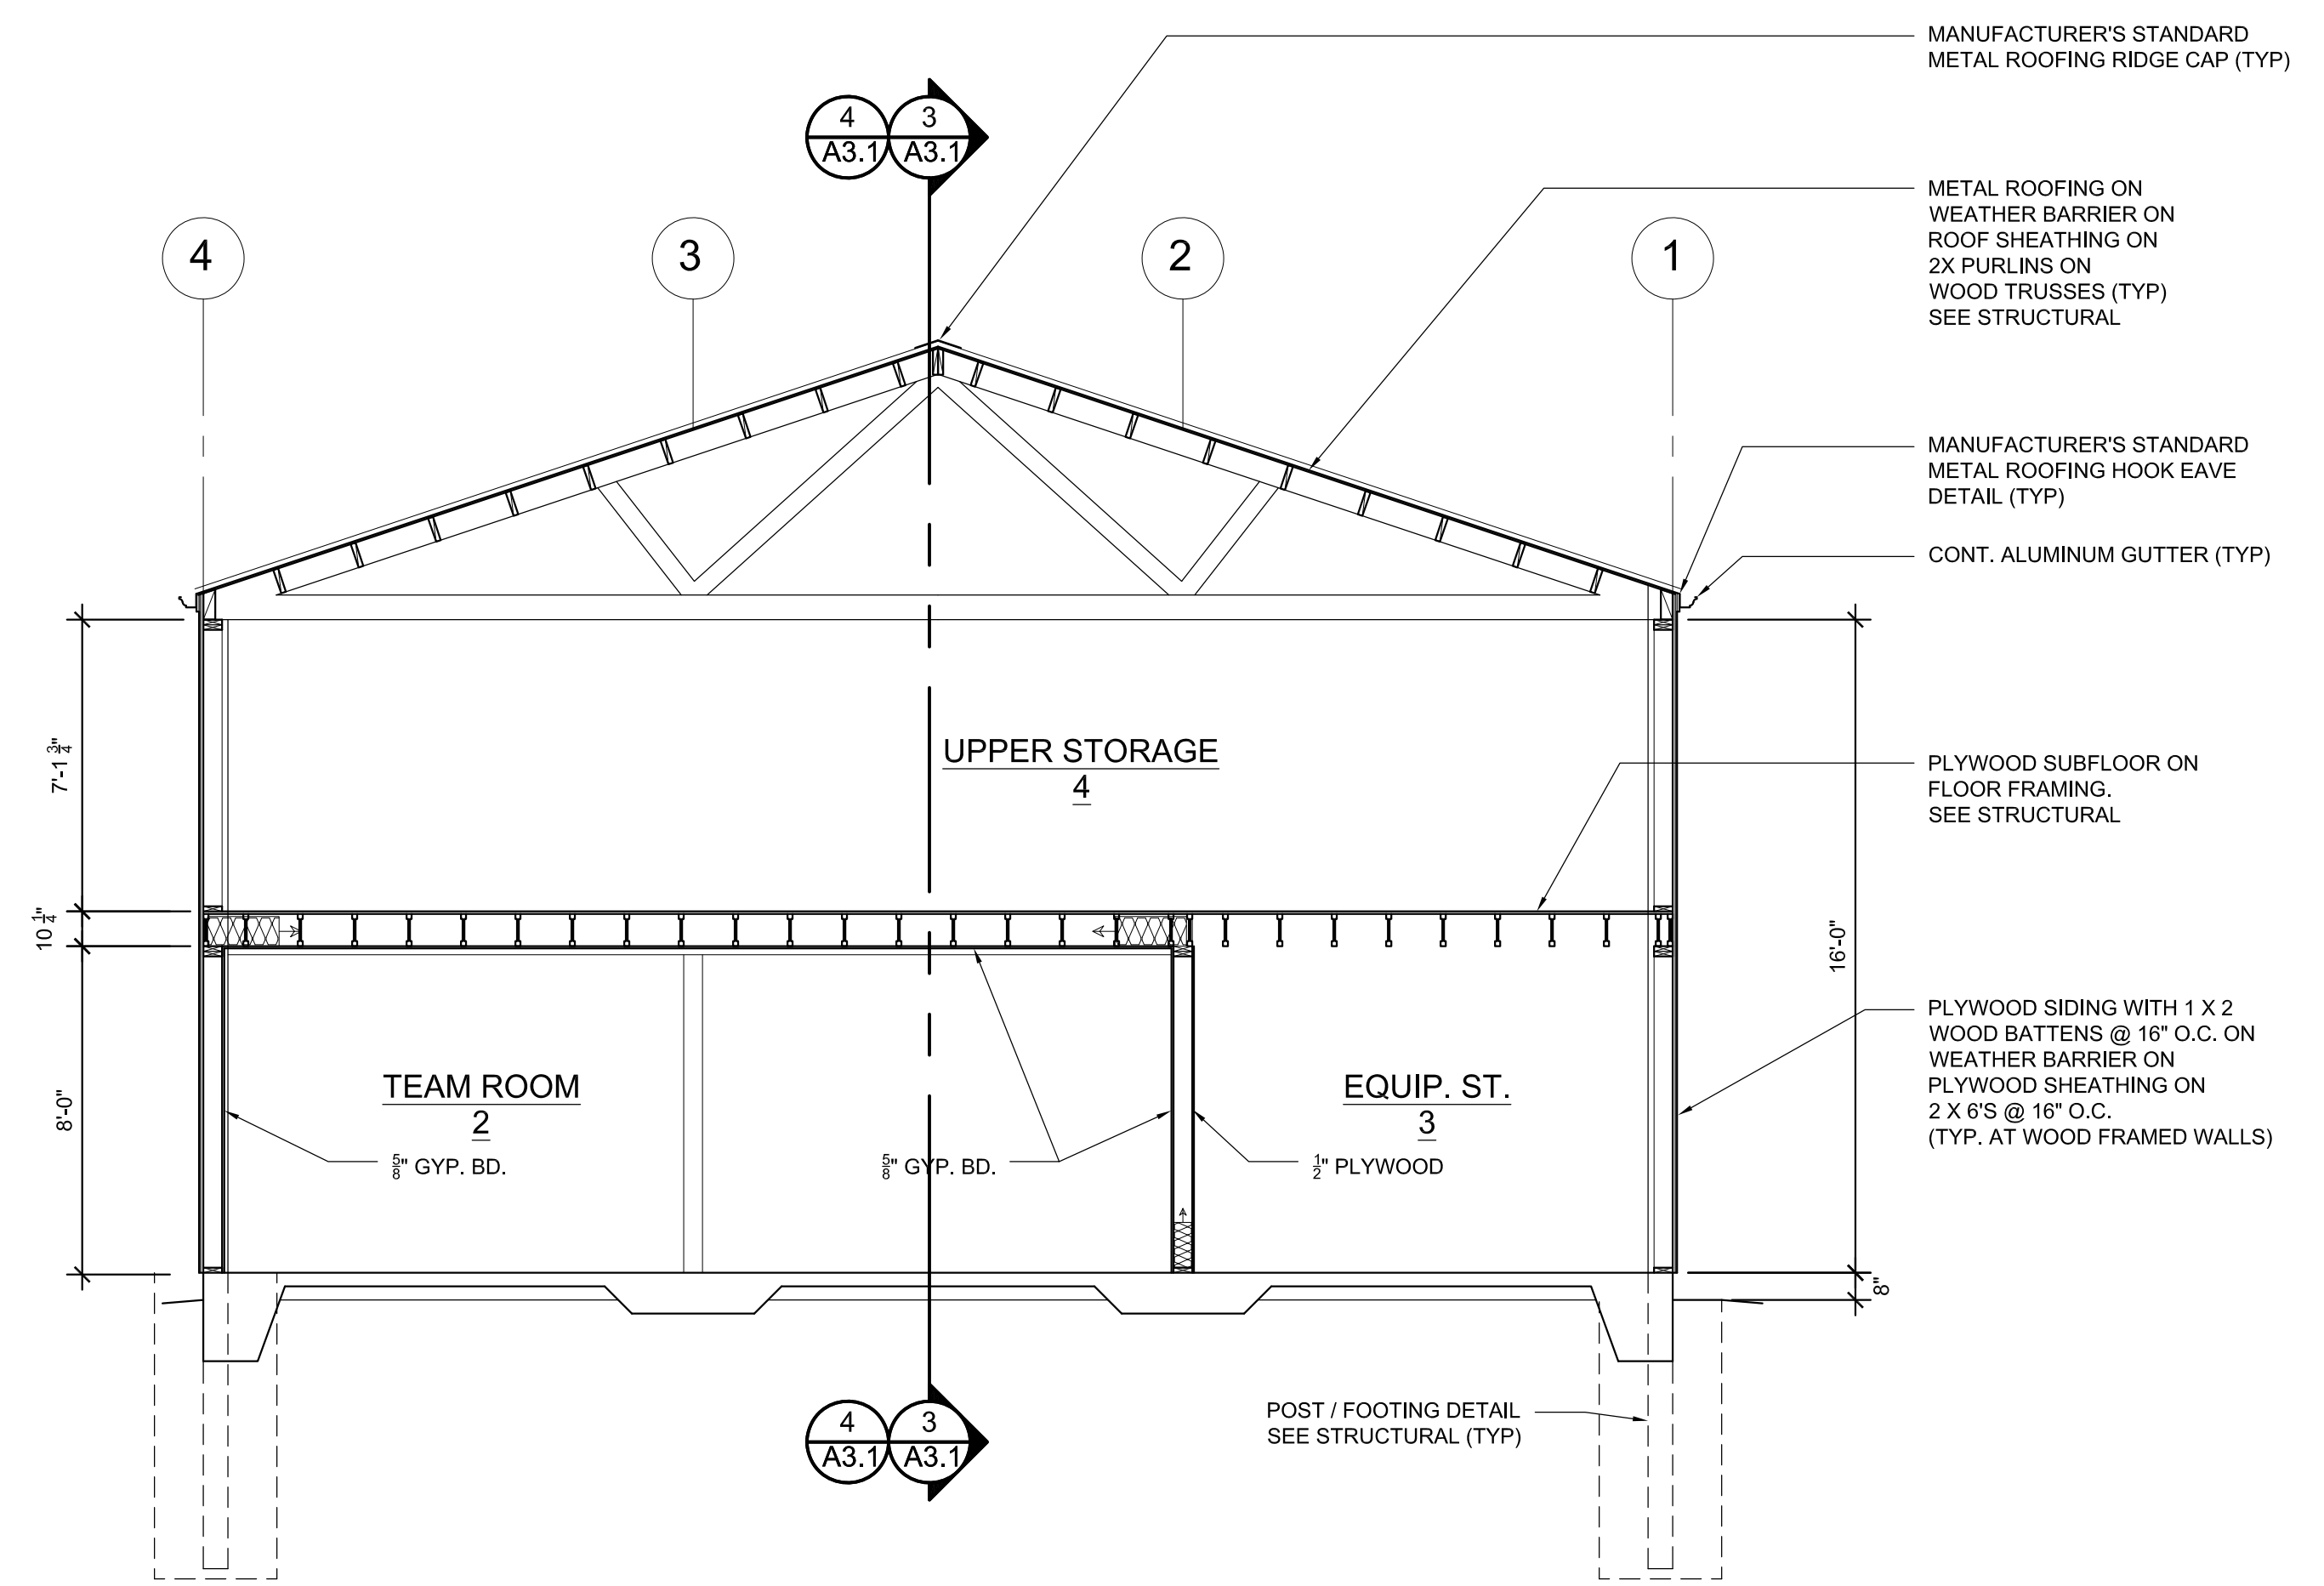 MANUFACTURER'S STANDARD
METAL ROOFING RIDGE CAP (TYP)
4
A3.1
3
A3.1
METAL ROOFING ON
WEATHER BARRIER ON
ROOF SHEATHING ON
2X PURLINS ON
WOOD TRUSSES (TYP)
SEE STRUCTURAL
4
3
2
1
MANUFACTURER'S STANDARD
METAL ROOFING HOOK EAVE
DETAIL (TYP)
CONT. ALUMINUM GUTTER (TYP)
7'-1 3/4"
UPPER STORAGE
4
PLYWOOD SUBFLOOR ON
FLOOR FRAMING.
SEE STRUCTURAL
10 1/4"
16'-0"
8'-0"
TEAM ROOM
2
5/8" GYP. BD.
5/8" GYP. BD.
EQUIP. ST.
3
1/2" PLYWOOD
PLYWOOD SIDING WITH 1 X 2
WOOD BATTENS @ 16" O.C. ON
WEATHER BARRIER ON
PLYWOOD SHEATHING ON
2 X 6'S @ 16" O.C.
(TYP. AT WOOD FRAMED WALLS)
8"
POST / FOOTING DETAIL
SEE STRUCTURAL (TYP)
4
A3.1
3
A3.1